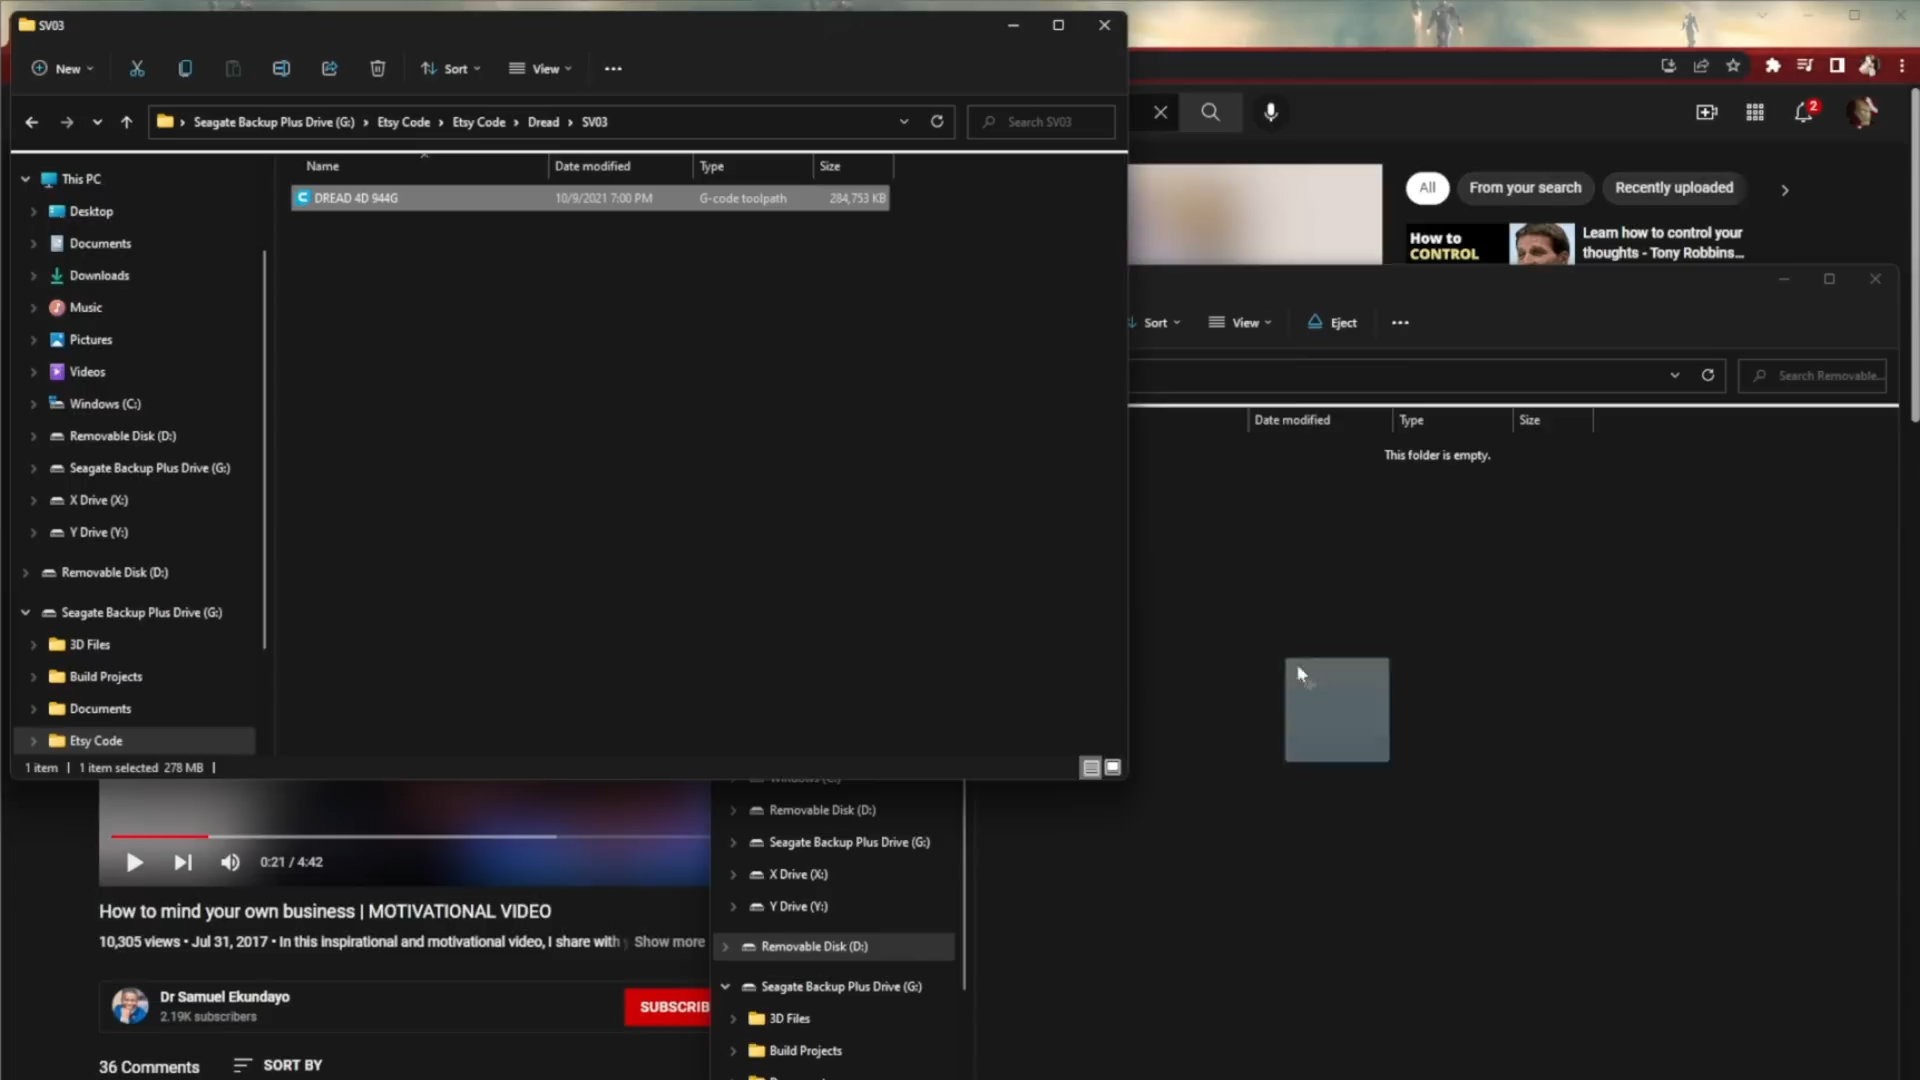 SV03
New
Sort
View
Seagate Backup Plus Drive (G:) Etsy Code Etsy Code Dread SV03
Search SV03
Name
Date modified
Type
Size
DREAD 4D 944G
10/9/2021 7:00 PM
G-code toolpath
284,753 KB
This PC
Desktop
Documents
Downloads
Music
Pictures
Videos
Windows (C:)
Removable Disk (D:)
Seagate Backup Plus Drive (G:)
X Drive (X:)
Y Drive (Y:)
Removable Disk (D:)
Seagate Backup Plus Drive (G:)
3D Files
Build Projects
Documents
Etsy Code
1 item
1 item selected 278 MB
2
All
From your search
Recently uploaded
How to
CONTROL
Learn how to control your
thoughts - Tony Robbins...
Sort
View
Eject
Search Removable...
Date modified
Type
Size
This folder is empty.
Windows (C:)
Removable Disk (D:)
Seagate Backup Plus Drive (G:)
X Drive (X:)
Y Drive (Y:)
Removable Disk (D:)
Seagate Backup Plus Drive (G:)
3D Files
Build Projects
0:21 / 4:42
How to mind your own business | MOTIVATIONAL VIDEO
10,305 views • Jul 31, 2017 • In this inspirational and motivational video, I share with
Show more
Dr Samuel Ekundayo
2.19K subscribers
SUBSCRIB
36 Comments
SORT BY